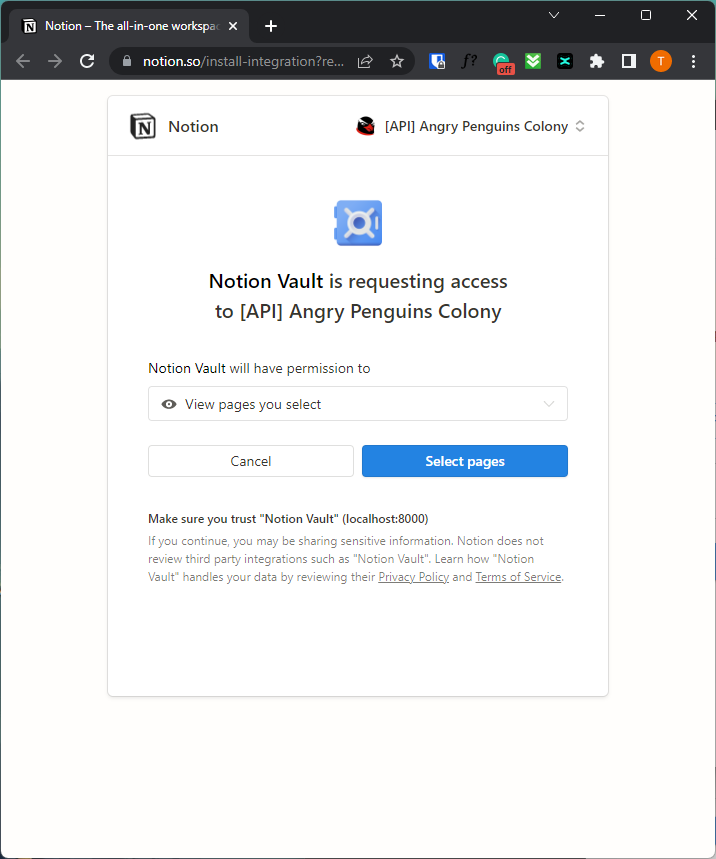 Notion – The all-in-one workspac
notion.so/install-integration?re...
f?
off
T
Notion
[API] Angry Penguins Colony
Notion Vault is requesting access
to [API] Angry Penguins Colony
Notion Vault will have permission to
View pages you select
Cancel
Select pages
Make sure you trust "Notion Vault" (localhost:8000)
If you continue, you may be sharing sensitive information. Notion does not
review third party integrations such as "Notion Vault". Learn how "Notion
Vault" handles your data by reviewing their Privacy Policy and Terms of Service.